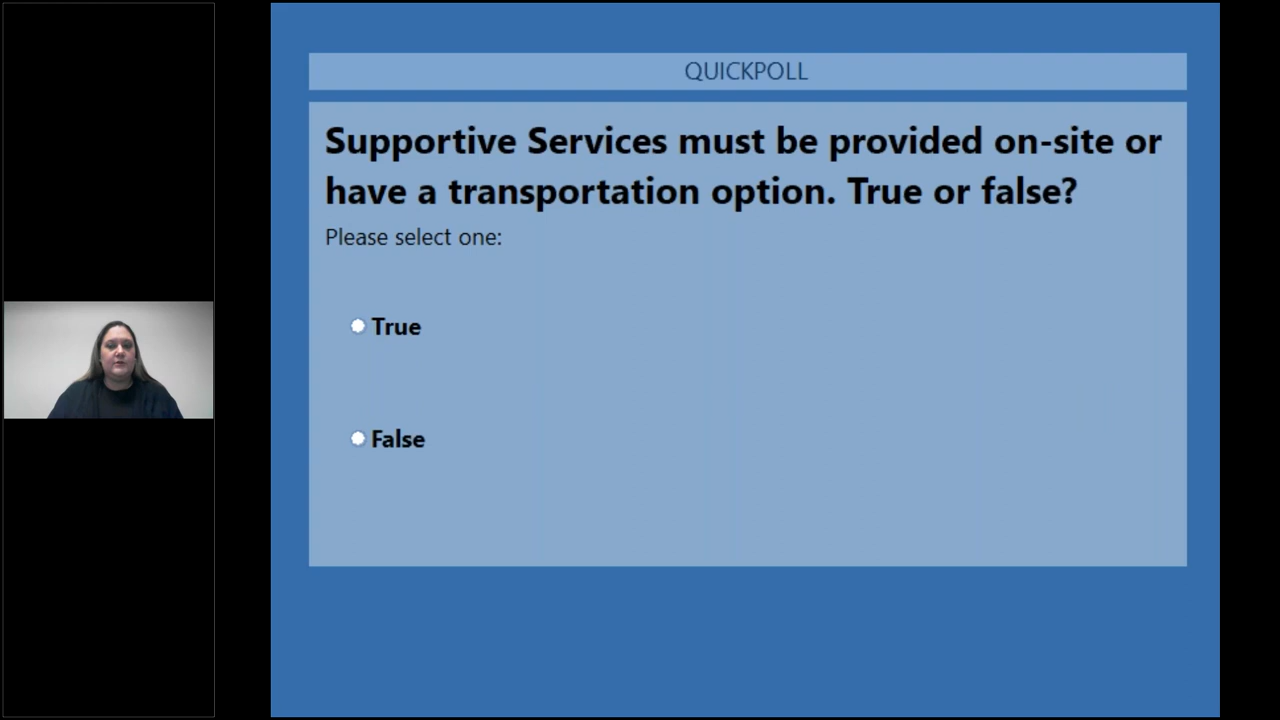 QUICKPOLL
Supportive Services must be provided on-site or
have a transportation option. True or false?
Please select one:
True
False